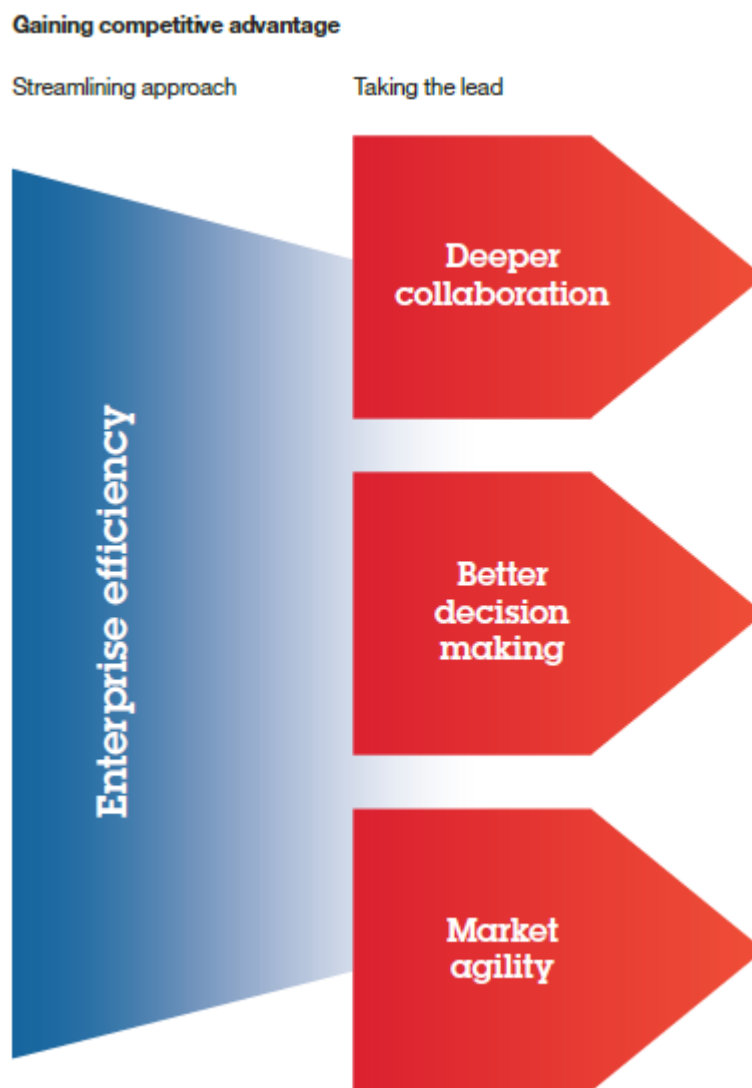 Gaining competitive advantage
Streamlining approach
Taking the lead
Enterprise efficiency
Deeper
collaboration
Better
decision
making
Market
agility